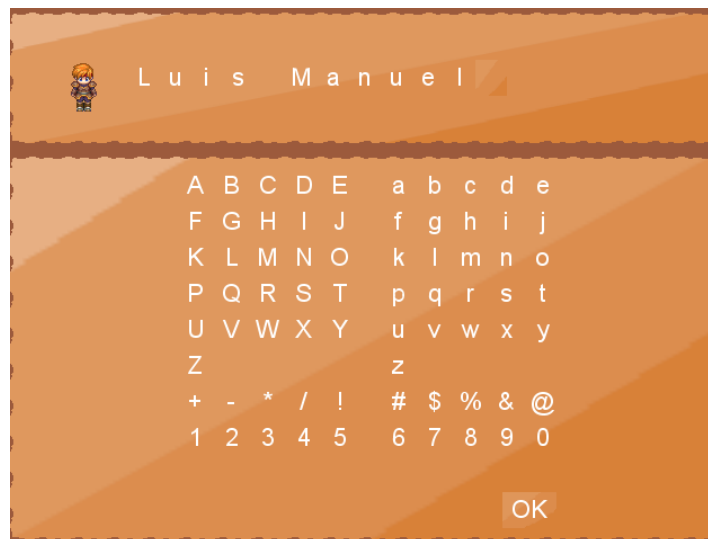 Luis Manuel
A B C D E a b c d e
F G H I J f g h i j
K L M N O k l m n o
P Q R S T p q r s t
U V W X Y u v w x y
Z z
+ - * / ! # $ % & @
1 2 3 4 5 6 7 8 9 0
OK